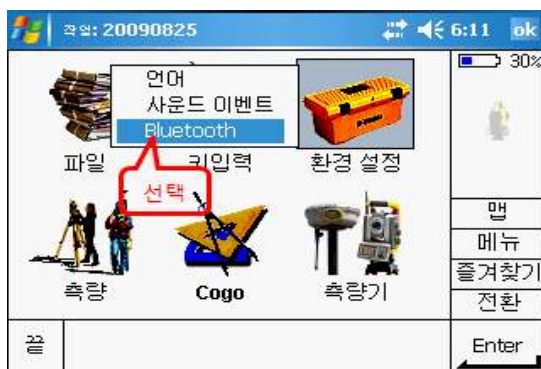 작업: 20090825 6:11 ok
30%
언어
사운드 이벤트
Bluetooth
선택
파일 키입력 환경 설정
측량 Cogo 측량기
맵
메뉴
즐겨찾기
전환
끝 Enter